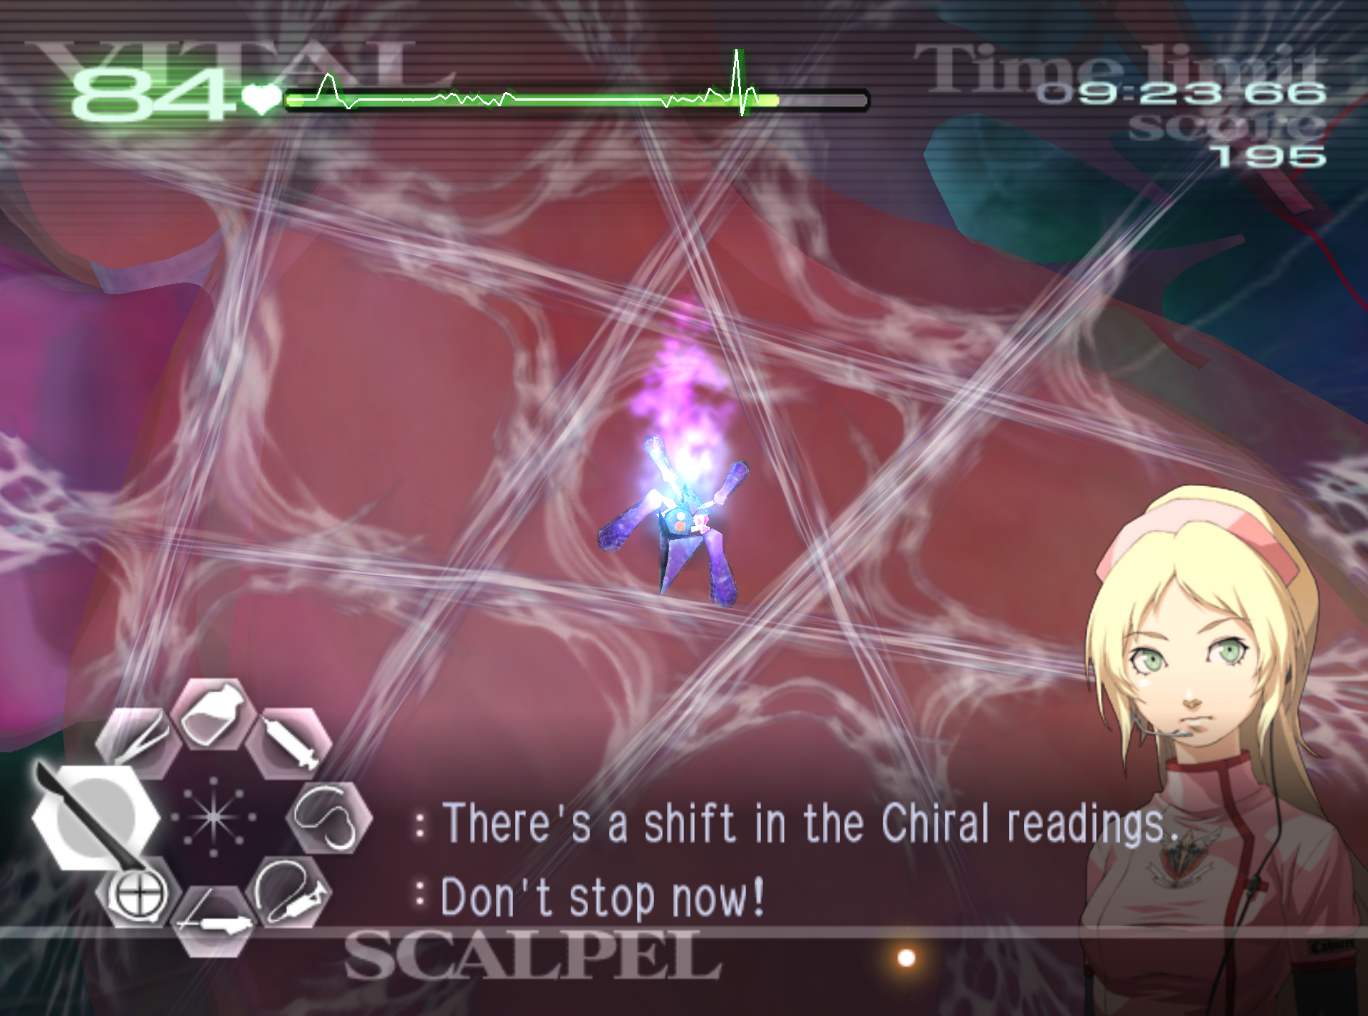 VITAL
84
Time limit
09:23 66
score
195
: There's a shift in the Chiral readings.
: Don't stop now!
SCALPEL